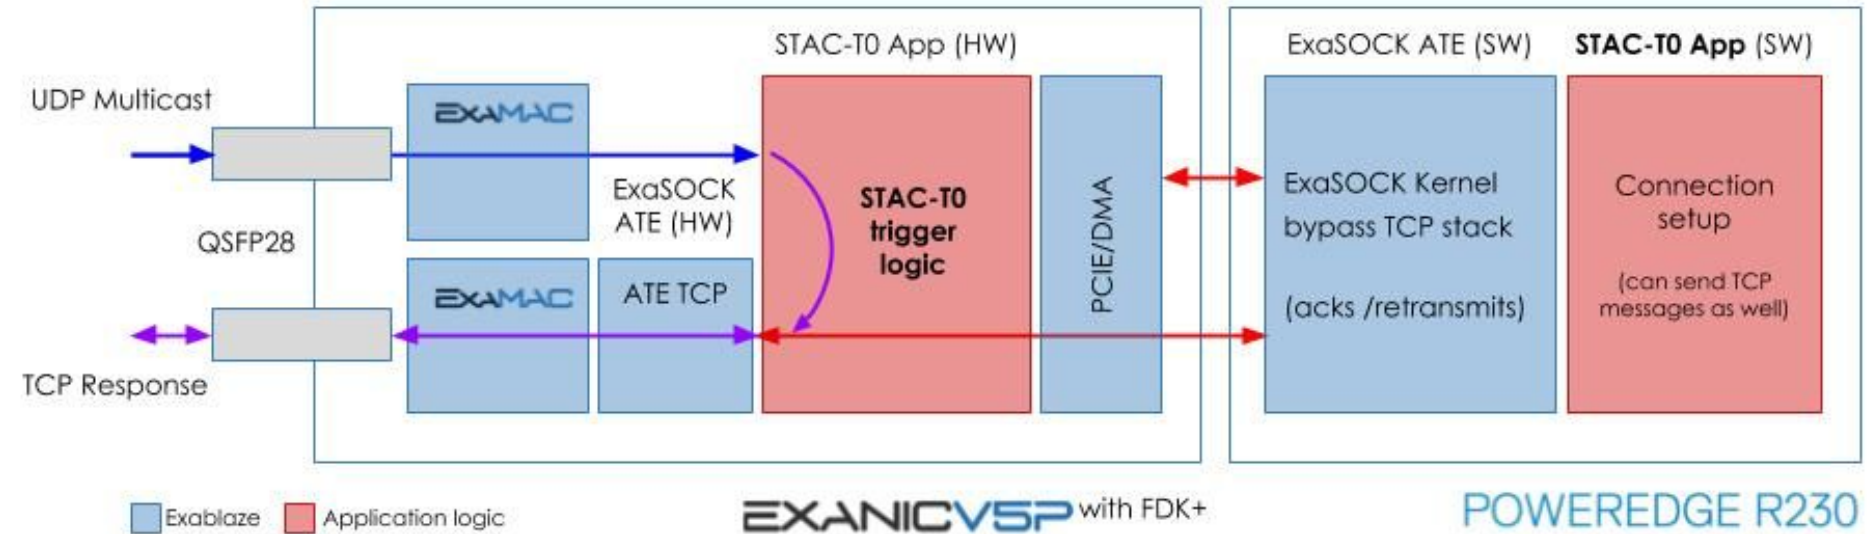 STAC-T0 App (HW)
ExaSOCK ATE (SW)
STAC-T0 App (SW)
UDP Multicast
EXAMAC
ExaSOCK
ATE (HW)
STAC-T0
trigger
logic
PCIE/DMA
ExaSOCK Kernel
bypass TCP stack
(acks /retransmits)
Connection
setup
(can send TCP
messages as well)
QSFP28
EXAMAC
ATE TCP
TCP Response
Exablaze
Application logic
EXANICV5P with FDK+
POWEREDGE R230